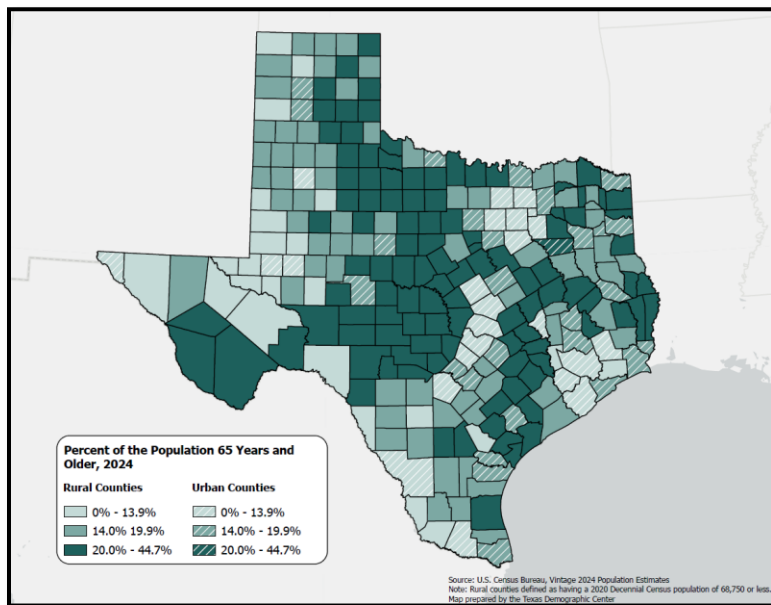 Percent of the Population 65 Years and
Older, 2024
Rural Counties
Urban Counties
0% - 13.9%
0% - 13.9%
14.0% 19.9%
14.0% - 19.9%
20.0% - 44.7%
20.0% - 44.7%
Source: U.S. Census Bureau, Vintage 2024 Population Estimates
Note: Rural counties defined as having a 2020 Decennial Census population of 68,750 or less.
Map prepared by the Texas Demographic Center